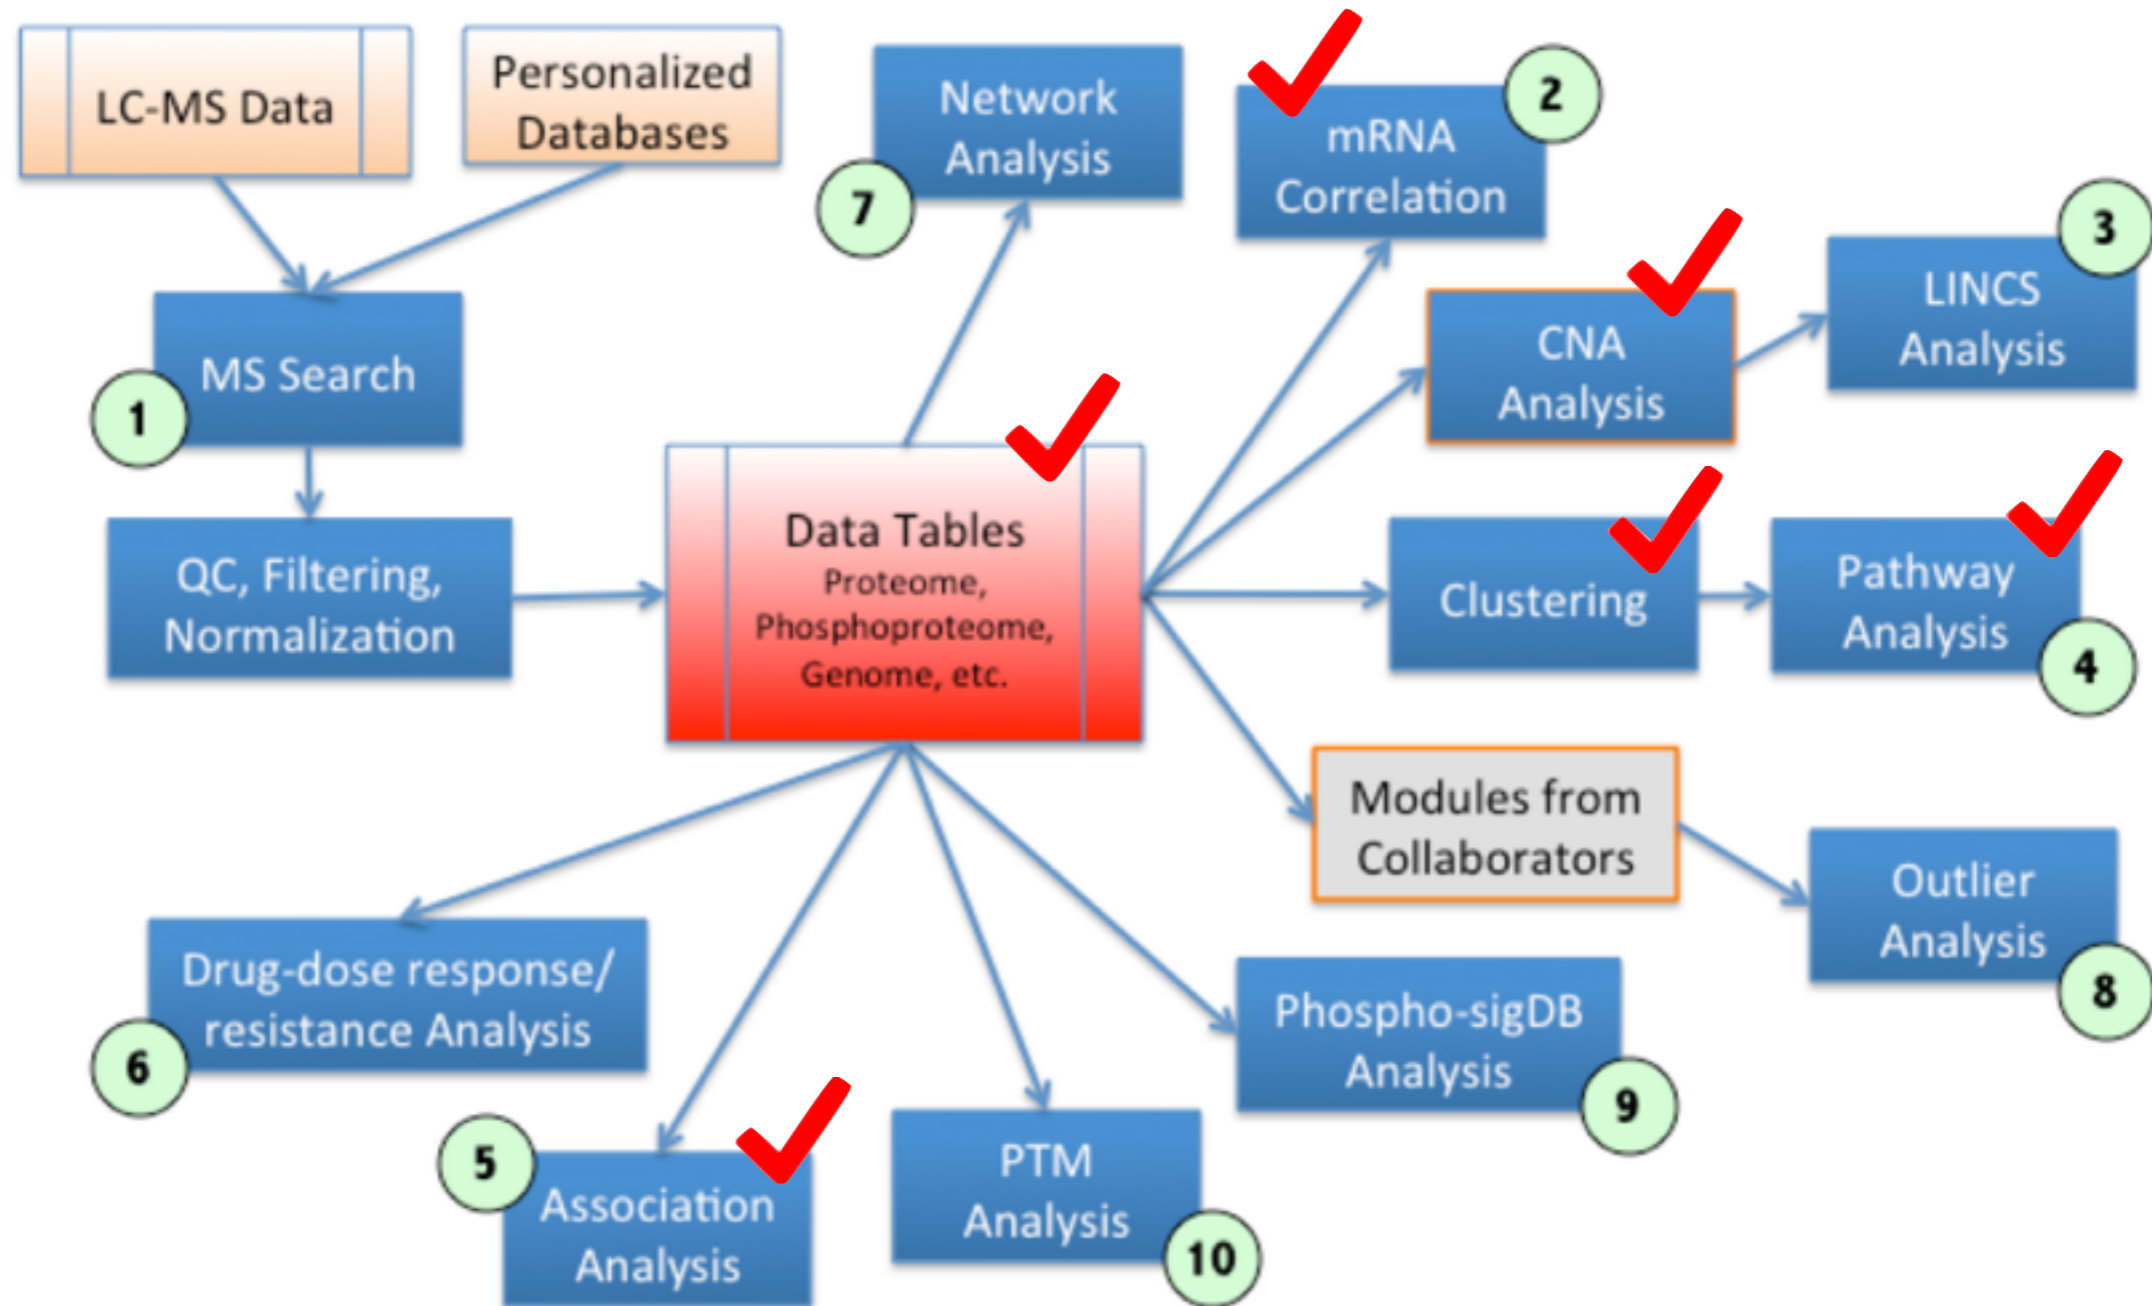 LC-MS Data
Personalized
Databases
Network
Analysis
7
mRNA
Correlation
2
CNA
Analysis
LINCS
Analysis
3
MS Search
1
QC, Filtering,
Normalization
Data Tables
Proteome,
Phosphoproteome,
Genome, etc.
Clustering
Pathway
Analysis
4
Modules from
Collaborators
Outlier
Analysis
8
Drug-dose response/
resistance Analysis
6
5
Association
Analysis
PTM
Analysis
10
Phospho-sigDB
Analysis
9